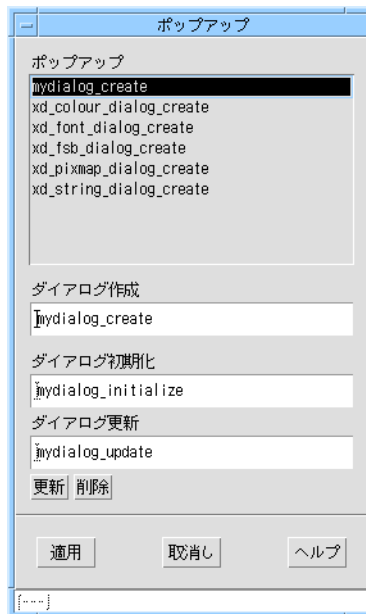 ポップアップ
ポップアップ
mydialog_create
xd_colour_dialog_create
xd_font_dialog_create
xd_fsb_dialog_create
xd_pixmap_dialog_create
xd_string_dialog_create
ダイアログ作成
mydialog_create
ダイアログ初期化
mydialog_initialize
ダイアログ更新
mydialog_update
更新 削除
適用 取消し ヘルプ
[---]